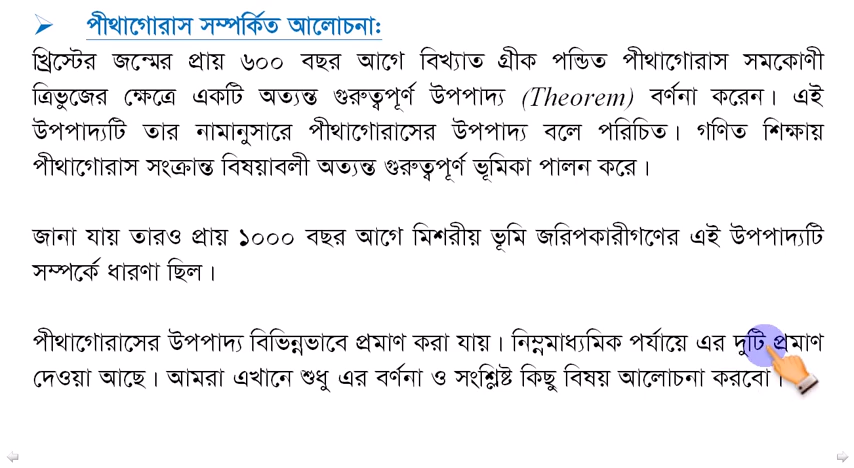 পীথাগোরাস সম্পর্কিত আলোচনা:
খ্রিস্টের জন্মের প্রায় ৬০০ বছর আগে বিখ্যাত গ্রীক পন্ডিত পীথাগোরাস সমকোণী
ত্রিভুজের ক্ষেত্রে একটি অত্যন্ত গুরুত্বপূর্ণ উপপাদ্য (Theorem) বর্ণনা করেন। এই
উপপাদ্যটি তার নামানুসারে পীথাগোরাসের উপপাদ্য বলে পরিচিত। গণিত শিক্ষায়
পীথাগোরাস সংক্রান্ত বিষয়াবলী অত্যন্ত গুরুত্বপূর্ণ ভূমিকা পালন করে।
জানা যায় তারও প্রায় ১০০০ বছর আগে মিশরীয় ভূমি জরিপকারীগণের এই উপপাদ্যটি
সম্পর্কে ধারণা ছিল।
পীথাগোরাসের উপপাদ্য বিভিন্নভাবে প্রমাণ করা যায়। নিম্নমাধ্যমিক পর্যায়ে এর দুটি প্রমাণ
দেওয়া আছে। আমরা এখানে শুধু এর বর্ণনা ও সংশ্লিষ্ট কিছু বিষয় আলোচনা করবো।